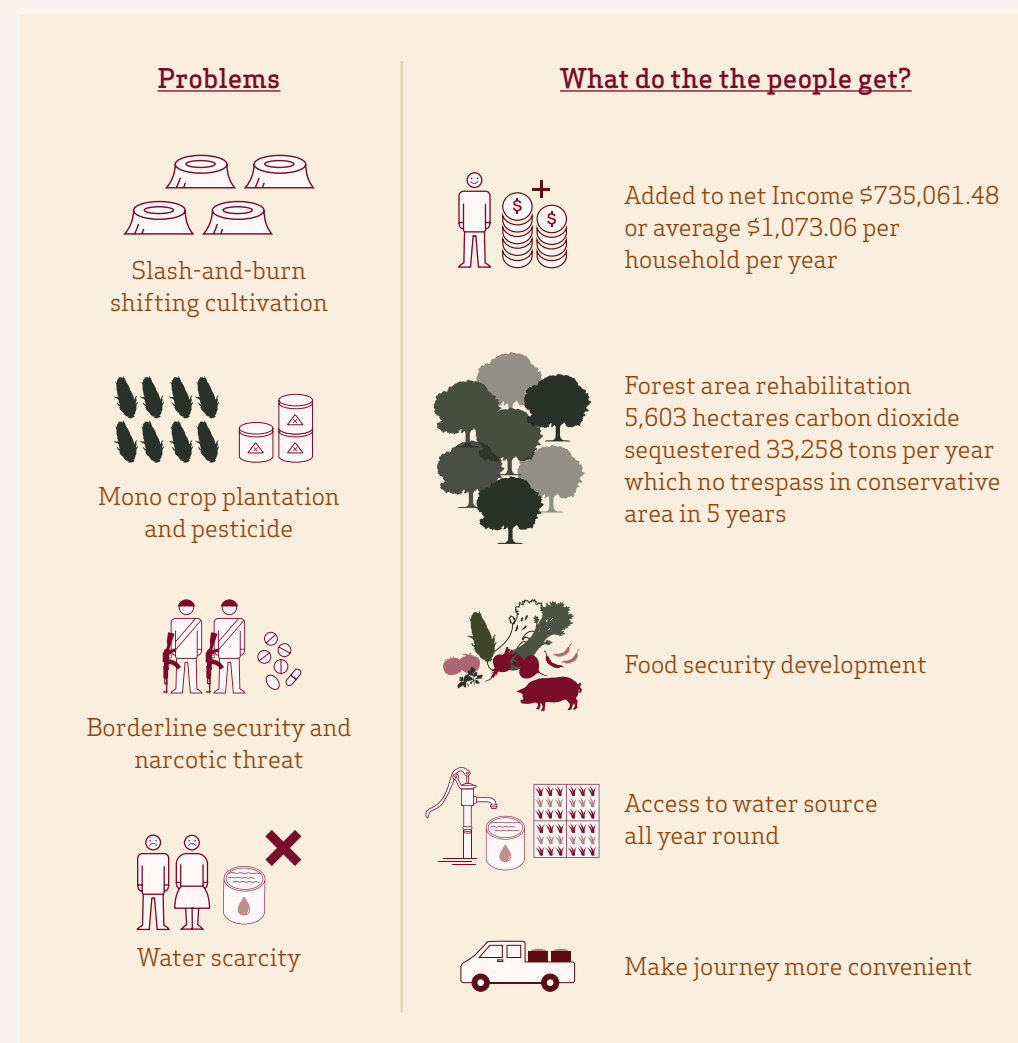 Problems
Slash-and-burn
shifting cultivation
Mono crop plantation
and pesticide
Borderline security and
narcotic threat
Water scarcity
What do the the people get?
$
$
Added to net Income $735,061.48
or average $1,073.06 per
household per year
Forest area rehabilitation
5,603 hectares carbon dioxide
sequestered 33,258 tons per year
which no trespass in conservative
area in 5 years
Food security development
Access to water source
all year round
Make journey more convenient